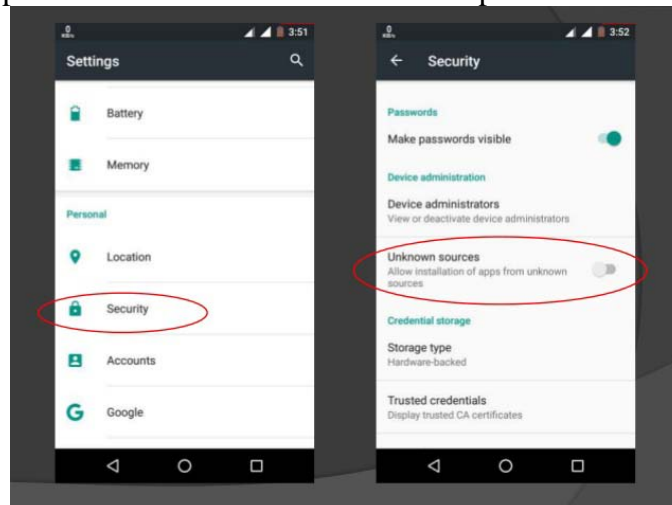 3:51
Settings
Battery
Memory
Personal
Location
Security
Accounts
Google
3:52
Security
Passwords
Make passwords visible
Device administration
Device administrators
View or deactivate device administrators
Unknown sources
Allow installation of apps from unknown
sources
Credential storage
Storage type
Hardware-backed
Trusted credentials
Display trusted CA certificates